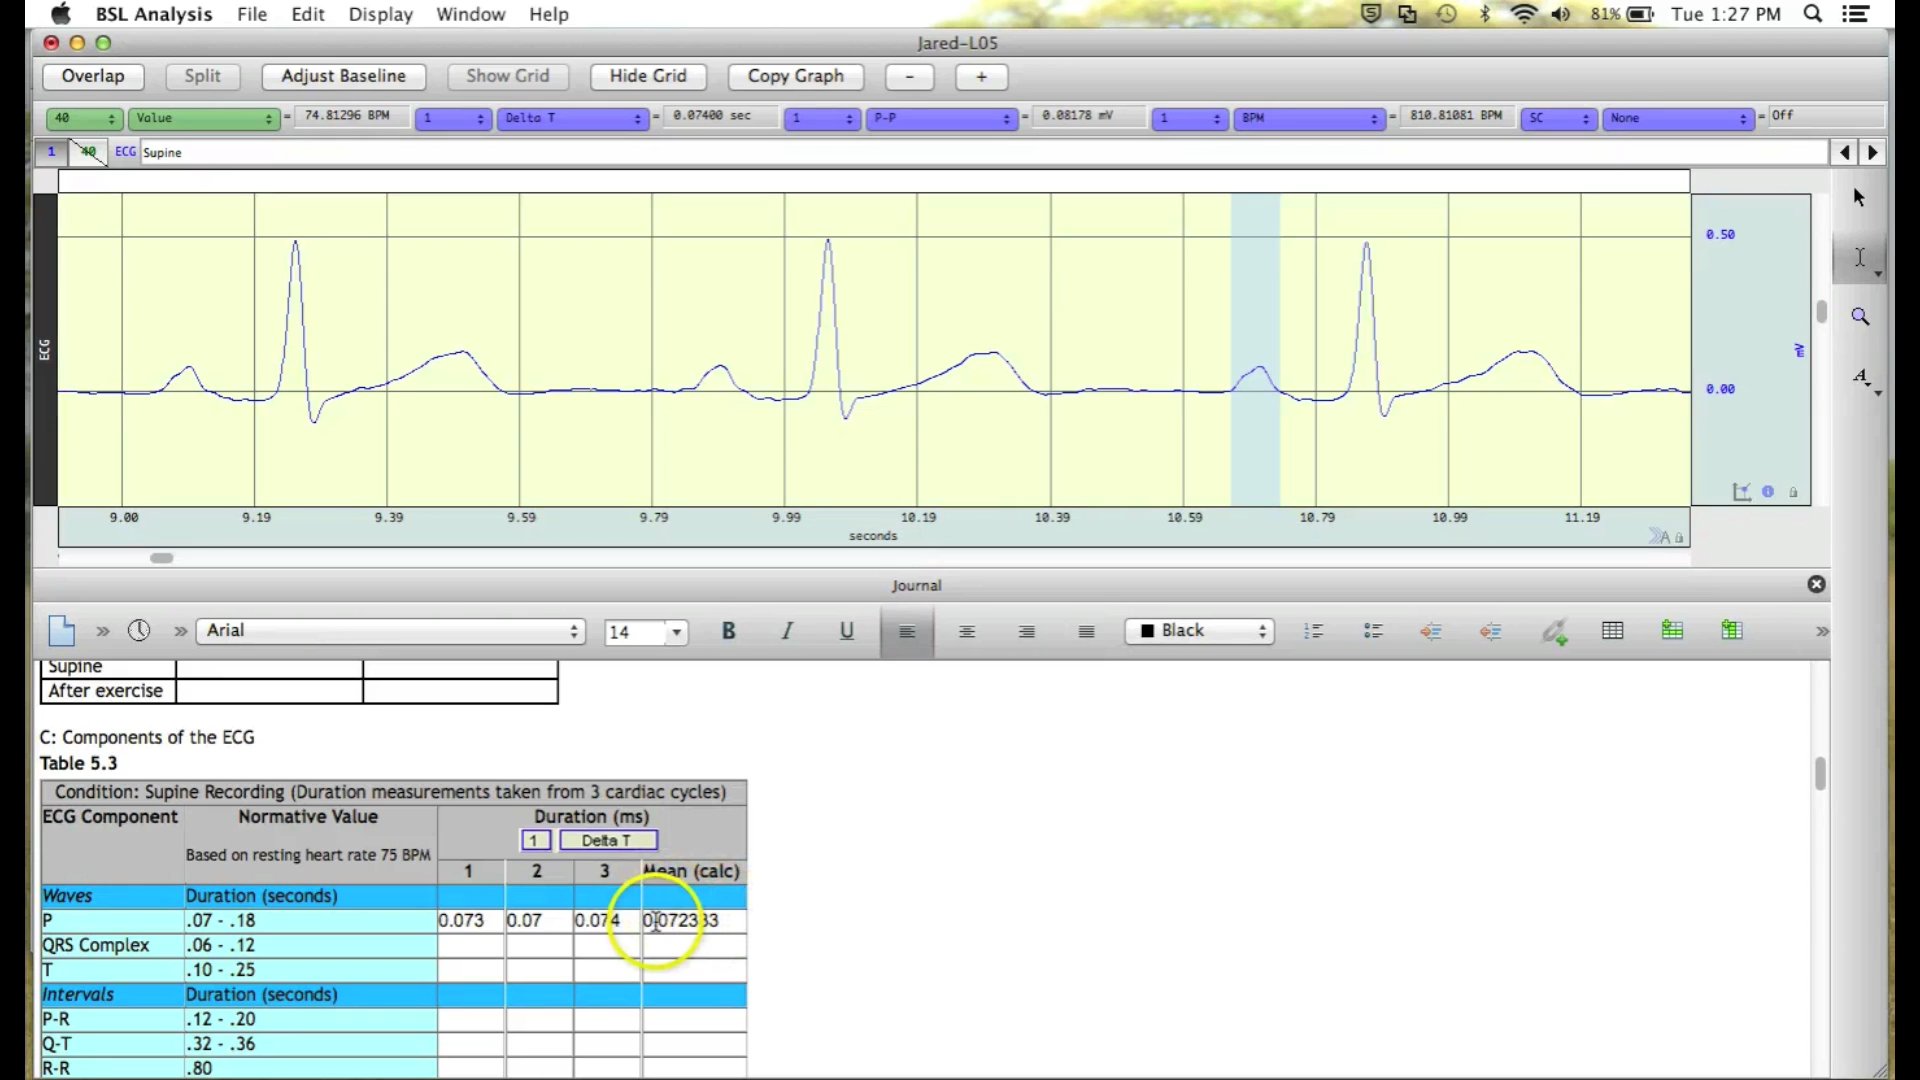 BSL Analysis File Edit Display Window Help 81% Tue 1:27 PM
Jared-L05
Overlap Split Adjust Baseline Show Grid Hide Grid Copy Graph - +
40 Value = 74.81296 BPM 1 Delta T = 0.07400 sec 1 P-P = 0.08178 mV 1 BPM = 810.81081 BPM SC None = Off
1 40 ECG Supine
0.50
ECG
mV
0.00
9.00 9.19 9.39 9.59 9.79 9.99 10.19 10.39 10.59 10.79 10.99 11.19
seconds
Journal
Arial 14 B I U Black
Supine
After exercise
C: Components of the ECG
Table 5.3
Condition: Supine Recording (Duration measurements taken from 3 cardiac cycles)
ECG Component Normative Value Duration (ms)
1 Delta T
Based on resting heart rate 75 BPM
1 2 3 Mean (calc)
Waves Duration (seconds)
P .07 - .18 0.073 0.07 0.074 0.072333
QRS Complex .06 - .12
T .10 - .25
Intervals Duration (seconds)
P-R .12 - .20
Q-T .32 - .36
R-R .80